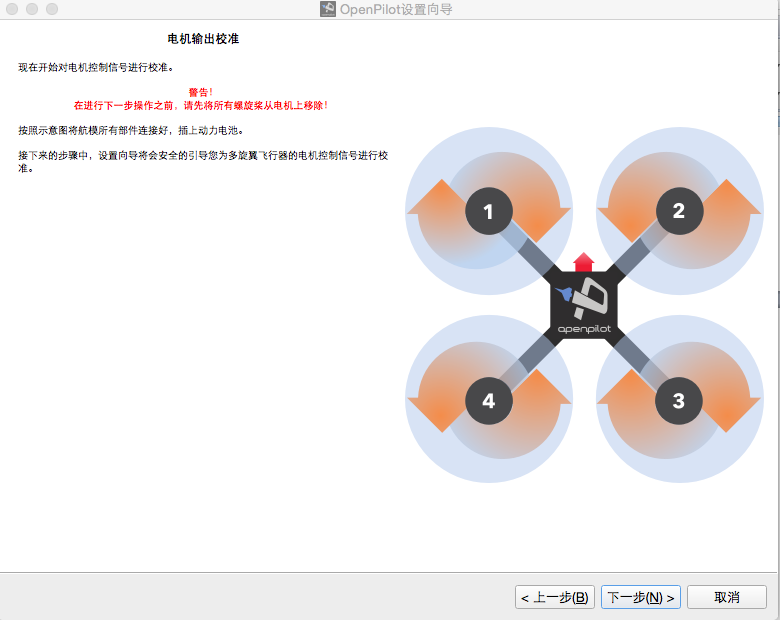 OpenPilot设置向导
电机输出校准
现在开始对电机控制信号进行校准。
警告!
在进行下一步操作之前，请先将所有螺旋桨从电机上移除!
按照示意图将航模所有部件连接好，插上动力电池。
接下来的步骤中，设置向导将会安全的引导您为多旋翼飞行器的电机控制信号进行校
准。
1
2
openpilot
4
3
< 上一步(B)
下一步(N) >
取消